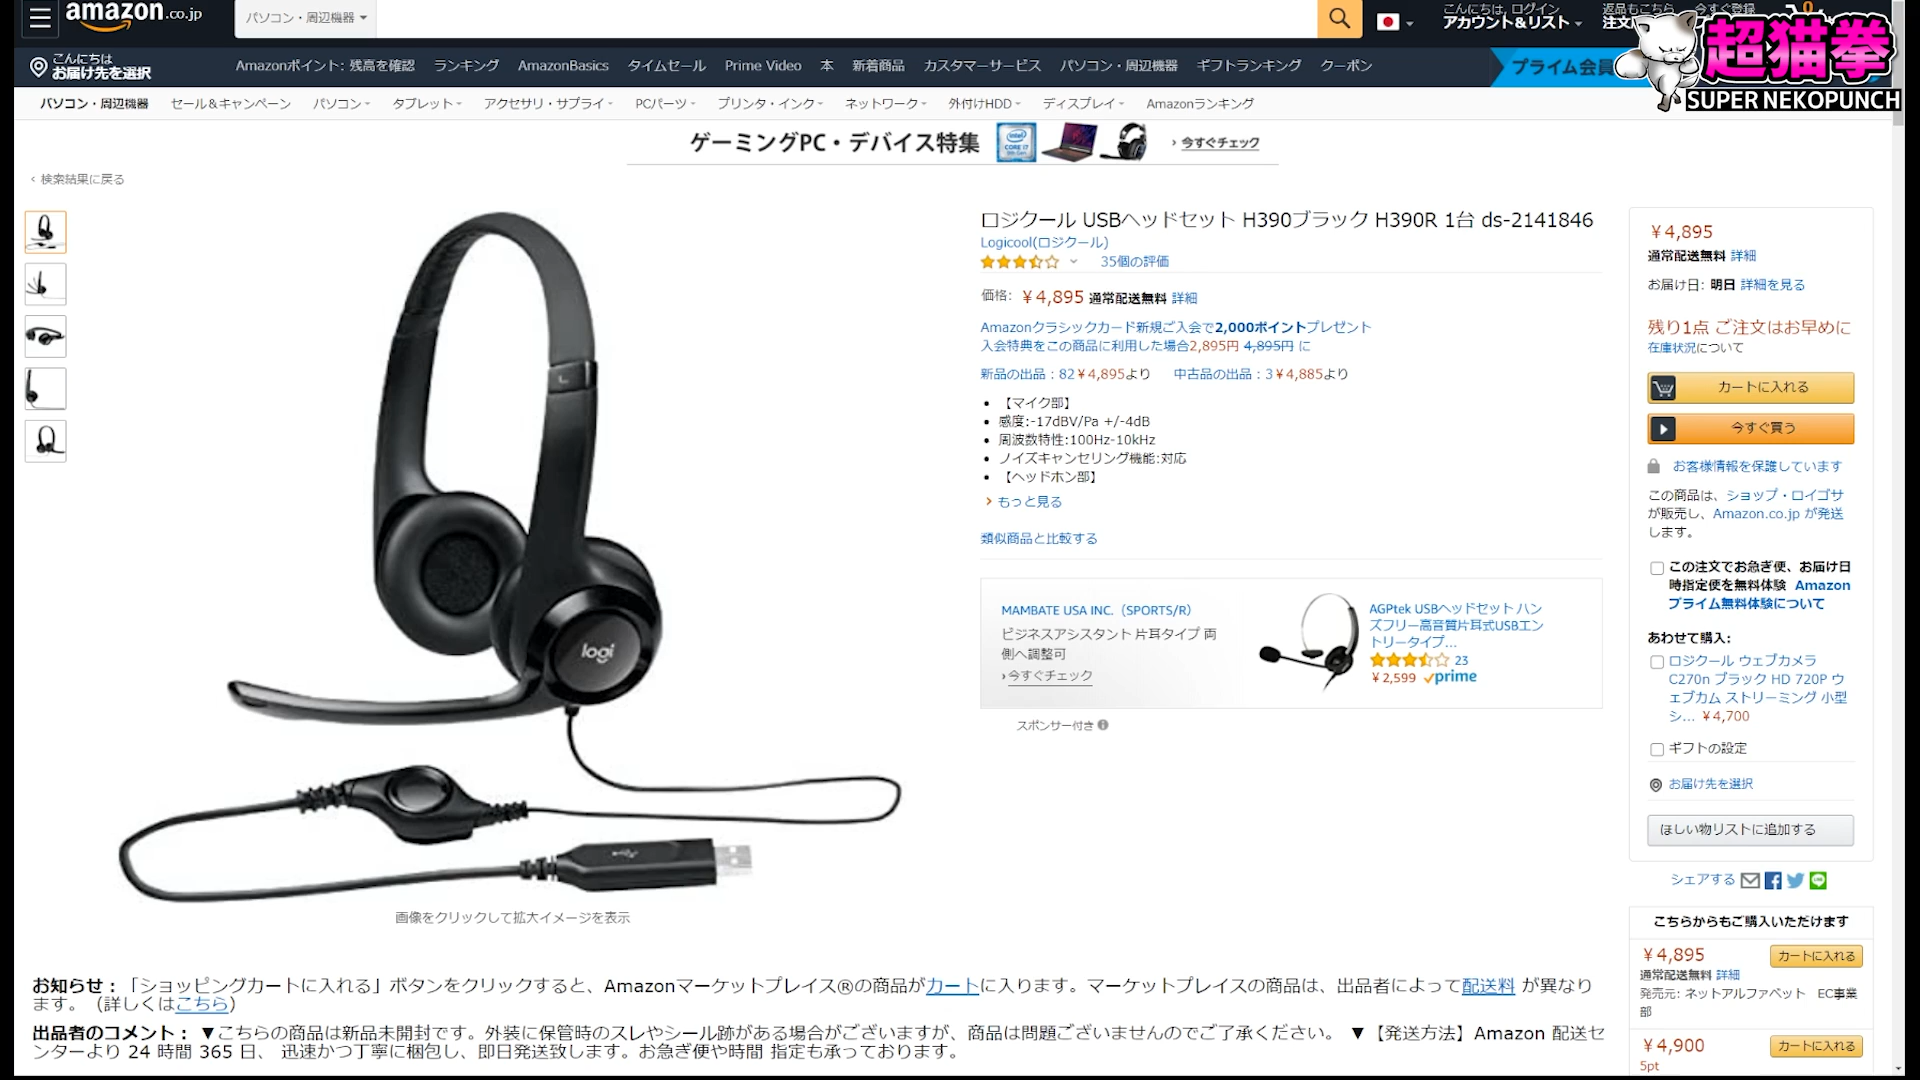 amazon.co.jp
パソコン・周辺機器
こんにちは, ログイン
アカウント&リスト
返品もこちら
今すぐ登録
0
超猫拳
SUPER NEKOPUNCH
こんにちは
お届け先を選択
Amazonポイント: 残高を確認 ランキング AmazonBasics タイムセール Prime Video 本 新着商品 カスタマーサービス パソコン・周辺機器 ギフトランキング クーポン
プライム会員
パソコン・周辺機器 セール&キャンペーン パソコン タブレット アクセサリ・サプライ PCパーツ プリンタ・インク ネットワーク 外付けHDD ディスプレイ Amazonランキング
ゲーミングPC・デバイス特集
intel CORE i7
› 今すぐチェック
‹ 検索結果に戻る
logi
画像をクリックして拡大イメージを表示
ロジクール USBヘッドセット H390ブラック H390R 1台 ds-2141846
Logicool(ロジクール)
35個の評価
価格: ￥4,895 通常配送無料 詳細
Amazonクラシックカード新規ご入会で2,000ポイントプレゼント
入会特典をこの商品に利用した場合2,895円 4,895円 に
新品の出品：82￥4,895より 中古品の出品：3￥4,885より
• 【マイク部】
• 感度:-17dBV/Pa +/-4dB
• 周波数特性:100Hz-10kHz
• ノイズキャンセリング機能:対応
• 【ヘッドホン部】
› もっと見る
類似商品と比較する
MAMBATE USA INC.（SPORTS/R）
ビジネスアシスタント 片耳タイプ 両
側へ調整可
›今すぐチェック
AGPtek USBヘッドセット ハン
ズフリー高音質片耳式USBエン
トリータイプ...
23
￥2,599 prime
スポンサー付き
￥4,895
通常配送無料 詳細
お届け日: 明日 詳細を見る
残り1点 ご注文はお早めに
在庫状況について
カートに入れる
今すぐ買う
お客様情報を保護しています
この商品は、ショップ・ロイゴサ
が販売し、Amazon.co.jp が発送
します。
この注文でお急ぎ便、お届け日
時指定便を無料体験 Amazon
プライム無料体験について
あわせて購入:
ロジクール ウェブカメラ
C270n ブラック HD 720P ウ
ェブカム ストリーミング 小型
シ... ￥4,700
ギフトの設定
お届け先を選択
ほしい物リストに追加する
シェアする
こちらからもご購入いただけます
￥4,895
カートに入れる
通常配送無料 詳細
発売元: ネットアルファベット EC事業
部
￥4,900
カートに入れる
5pt
お知らせ：「ショッピングカートに入れる」ボタンをクリックすると、Amazonマーケットプレイス®の商品がカートに入ります。マーケットプレイスの商品は、出品者によって配送料 が異なり
ます。（詳しくはこちら）
出品者のコメント： ▼こちらの商品は新品未開封です。外装に保管時のスレやシール跡がある場合がございますが、商品は問題ございませんのでご了承ください。 ▼【発送方法】Amazon 配送セ
ンターより 24 時間 365 日、 迅速かつ丁寧に梱包し、即日発送致します。お急ぎ便や時間 指定も承っております。